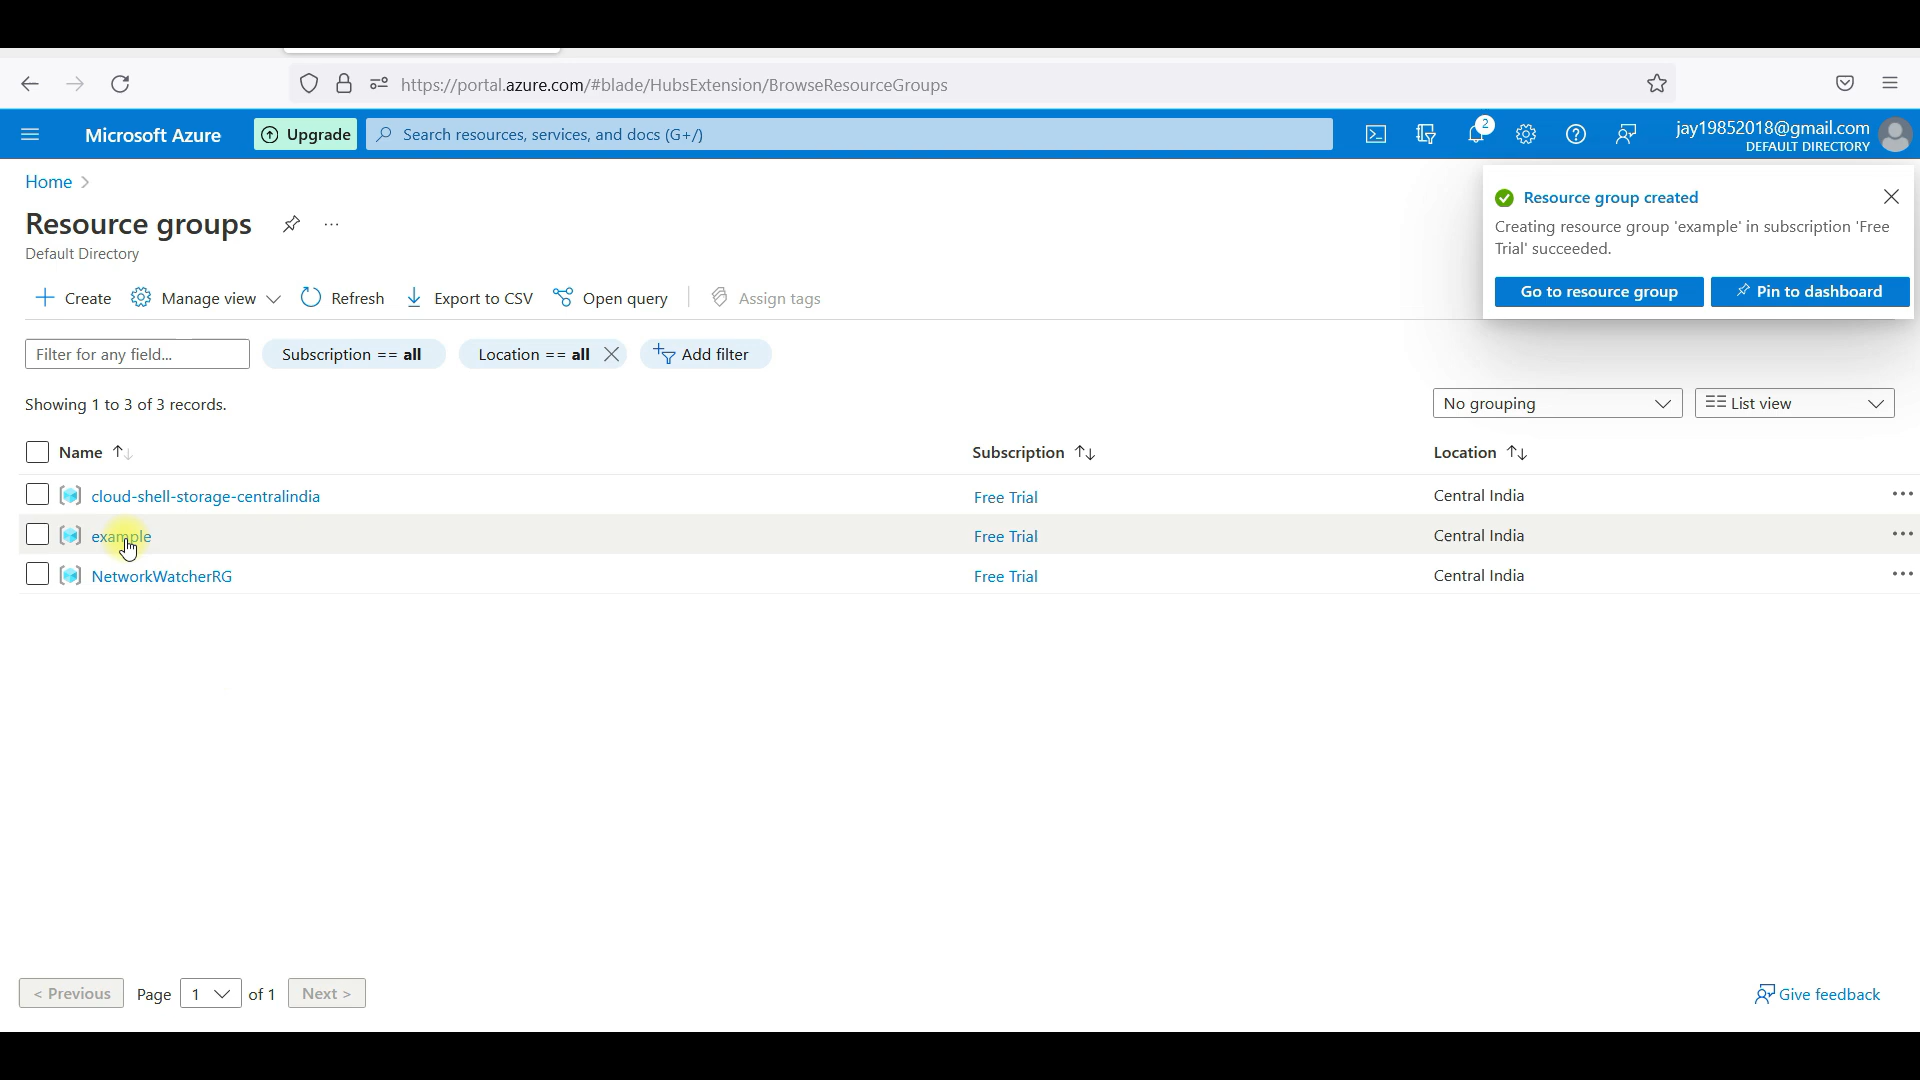 https://portal.azure.com/#blade/HubsExtension/BrowseResourceGroups
Microsoft Azure
Upgrade
Search resources, services, and docs (G+/)
2
jay19852018@gmail.com
DEFAULT DIRECTORY
Home
Resource groups
Default Directory
Resource group created
Creating resource group 'example' in subscription 'Free
Trial' succeeded.
Go to resource group
Pin to dashboard
Create
Manage view
Refresh
Export to CSV
Open query
Assign tags
Filter for any field...
Subscription == all
Location == all
Add filter
Showing 1 to 3 of 3 records.
No grouping
List view
Name
Subscription
Location
cloud-shell-storage-centralindia
Free Trial
Central India
example
Free Trial
Central India
NetworkWatcherRG
Free Trial
Central India
< Previous
Page
1
of 1
Next >
Give feedback